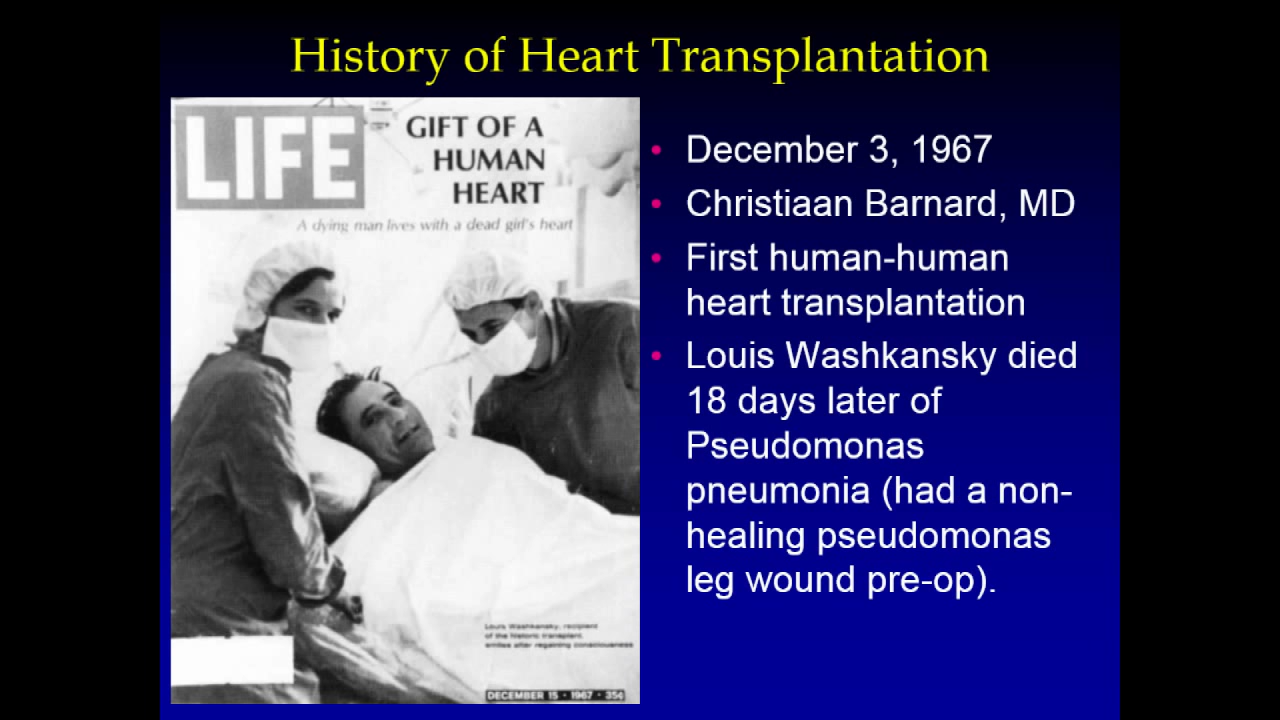 History of Heart Transplantation
LIFE
GIFT OF A
HUMAN
HEART
A dying man lives with a dead girl's heart
Louis Washkansky, recipient
of the historic transplant,
smiles after regaining consciousness
DECEMBER 15 · 1967 · 35¢
• December 3, 1967
• Christiaan Barnard, MD
• First human-human
heart transplantation
• Louis Washkansky died
18 days later of
Pseudomonas
pneumonia (had a non-
healing pseudomonas
leg wound pre-op).